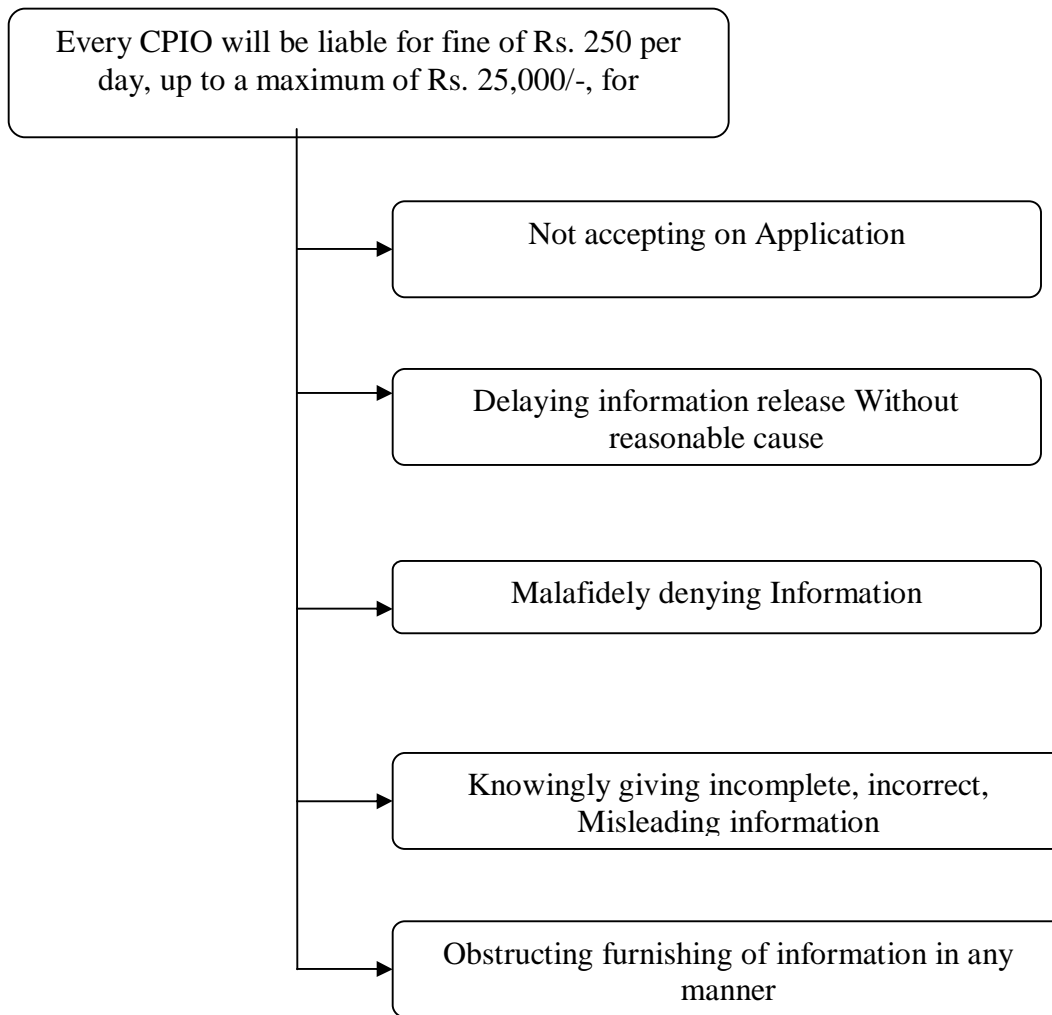 Every CPIO will be liable for fine of Rs. 250 per
day, up to a maximum of Rs. 25,000/-, for
Not accepting on Application
Delaying information release Without
reasonable cause
Malafidely denying Information
Knowingly giving incomplete, incorrect,
Misleading information
Obstructing furnishing of information in any
manner